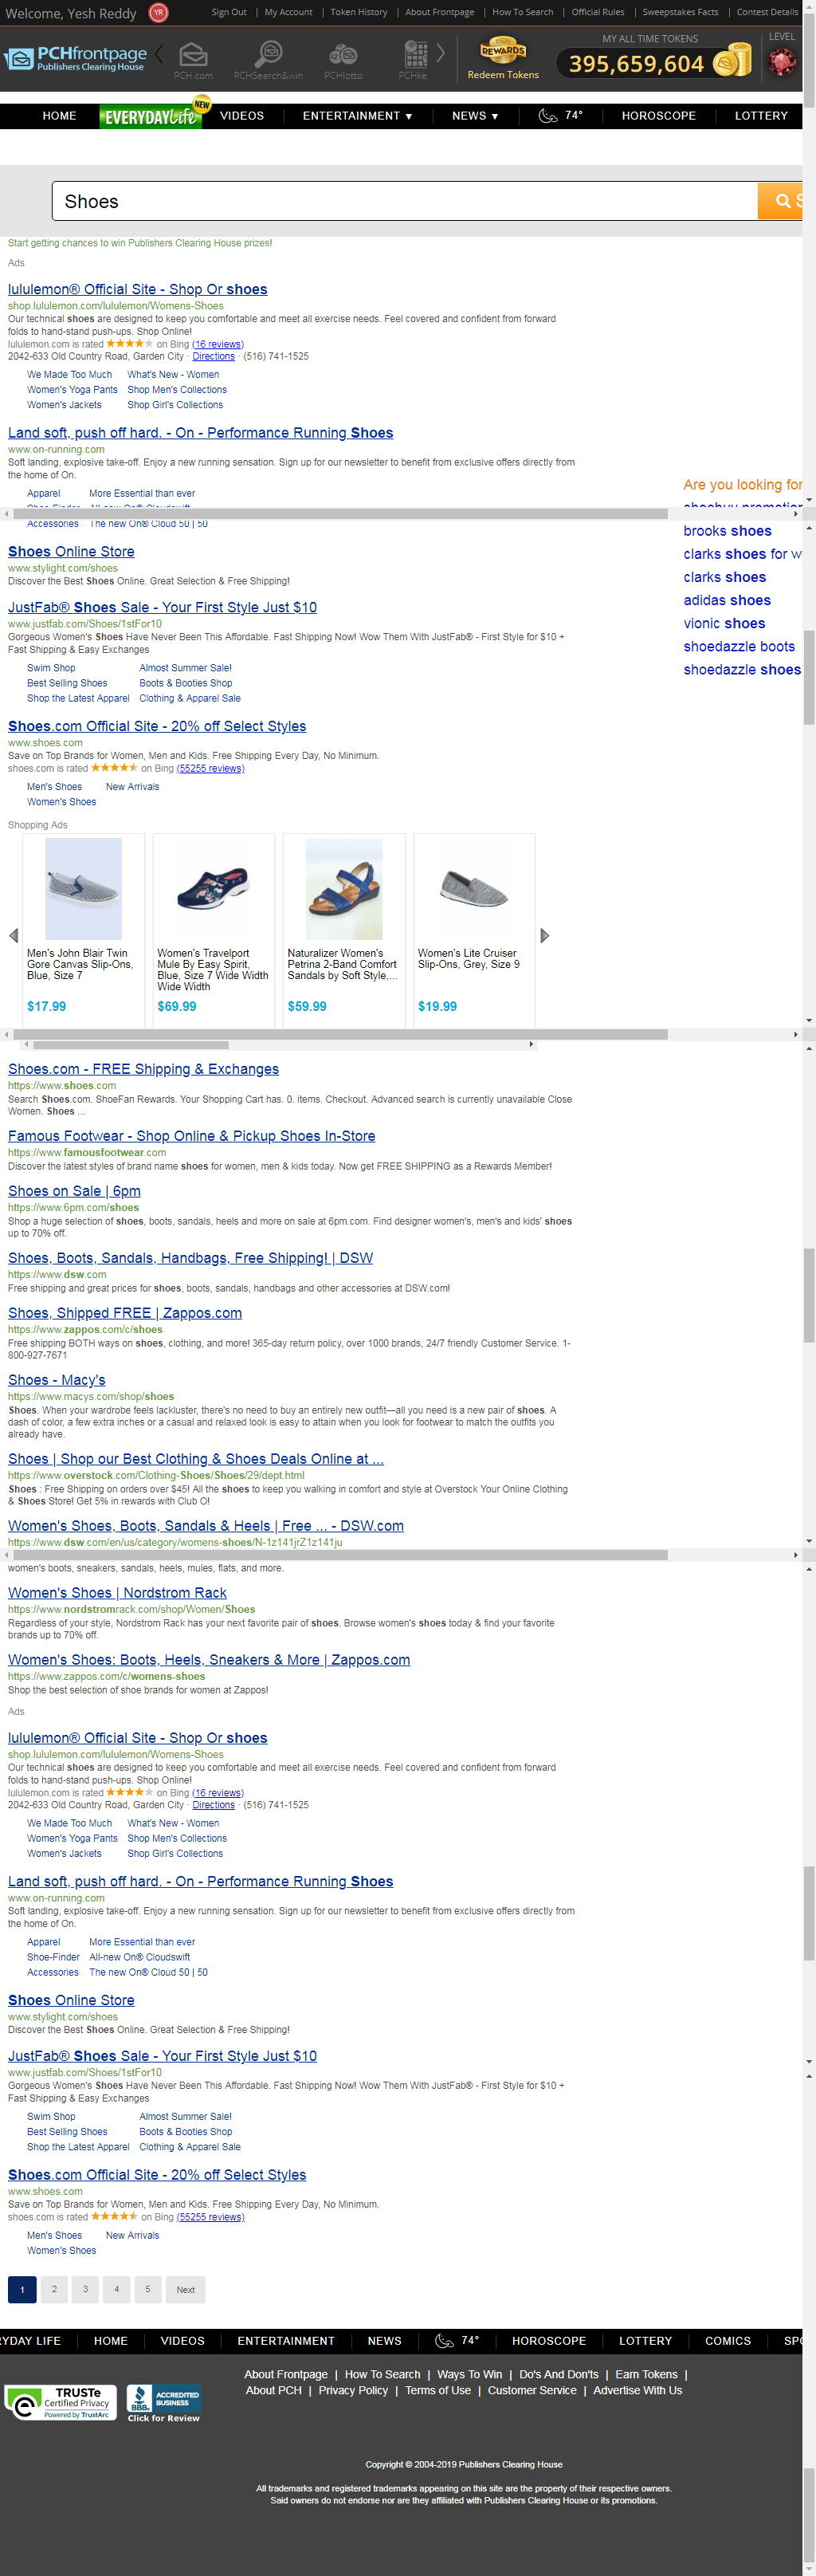 Welcome, Yesh Reddy YR Sign Out | My Account | Token History | About Frontpage | How To Search | Official Rules | Sweepstakes Facts | Contest Details
PCHfrontpage
Publishers Clearing House
PCH.com PCHSearch&win PCHlotto PCHke
REWARDS
Redeem Tokens
MY ALL TIME TOKENS
395,659,604
LEVEL
HOME EVERYDAY Life NEW VIDEOS ENTERTAINMENT ▼ NEWS ▼ 74° HOROSCOPE LOTTERY
Shoes S
Start getting chances to win Publishers Clearing House prizes!
Ads
lululemon® Official Site - Shop Or shoes
shop.lululemon.com/lululemon/Womens-Shoes
Our technical shoes are designed to keep you comfortable and meet all exercise needs. Feel covered and confident from forward
folds to hand-stand push-ups. Shop Online!
lululemon.com is rated ★★★★★ on Bing (16 reviews)
2042-633 Old Country Road, Garden City · Directions · (516) 741-1525
We Made Too Much What's New - Women
Women's Yoga Pants Shop Men's Collections
Women's Jackets Shop Girl's Collections
Land soft, push off hard. - On - Performance Running Shoes
www.on-running.com
Soft landing, explosive take-off. Enjoy a new running sensation. Sign up for our newsletter to benefit from exclusive offers directly from
the home of On.
Apparel More Essential than ever
Accessories The new On® Cloud 50 | 50
Are you looking for
brooks shoes
clarks shoes for w
clarks shoes
adidas shoes
vionic shoes
shoedazzle boots
shoedazzle shoes
Shoes Online Store
www.stylight.com/shoes
Discover the Best Shoes Online. Great Selection & Free Shipping!
JustFab® Shoes Sale - Your First Style Just $10
www.justfab.com/Shoes/1stFor10
Gorgeous Women's Shoes Have Never Been This Affordable. Fast Shipping Now! Wow Them With JustFab® - First Style for $10 +
Fast Shipping & Easy Exchanges
Swim Shop Almost Summer Sale!
Best Selling Shoes Boots & Booties Shop
Shop the Latest Apparel Clothing & Apparel Sale
Shoes.com Official Site - 20% off Select Styles
www.shoes.com
Save on Top Brands for Women, Men and Kids. Free Shipping Every Day, No Minimum.
shoes.com is rated ★★★★★ on Bing (55255 reviews)
Men's Shoes New Arrivals
Women's Shoes
Shopping Ads
Men's John Blair Twin
Gore Canvas Slip-Ons,
Blue, Size 7
$17.99
Women's Travelport
Mule By Easy Spirit,
Blue, Size 7 Wide Width
Wide Width
$69.99
Naturalizer Women's
Petrina 2-Band Comfort
Sandals by Soft Style,...
$59.99
Women's Lite Cruiser
Slip-Ons, Grey, Size 9
$19.99
Shoes.com - FREE Shipping & Exchanges
https://www.shoes.com
Search Shoes.com. ShoeFan Rewards. Your Shopping Cart has. 0. items. Checkout. Advanced search is currently unavailable Close
Women. Shoes ...
Famous Footwear - Shop Online & Pickup Shoes In-Store
https://www.famousfootwear.com
Discover the latest styles of brand name shoes for women, men & kids today. Now get FREE SHIPPING as a Rewards Member!
Shoes on Sale | 6pm
https://www.6pm.com/shoes
Shop a huge selection of shoes, boots, sandals, heels and more on sale at 6pm.com. Find designer women's, men's and kids' shoes
up to 70% off.
Shoes, Boots, Sandals, Handbags, Free Shipping! | DSW
https://www.dsw.com
Free shipping and great prices for shoes, boots, sandals, handbags and other accessories at DSW.com!
Shoes, Shipped FREE | Zappos.com
https://www.zappos.com/c/shoes
Free shipping BOTH ways on shoes, clothing, and more! 365-day return policy, over 1000 brands, 24/7 friendly Customer Service. 1-
800-927-7671
Shoes - Macy's
https://www.macys.com/shop/shoes
Shoes. When your wardrobe feels lackluster, there's no need to buy an entirely new outfit—all you need is a new pair of shoes. A
dash of color, a few extra inches or a casual and relaxed look is easy to attain when you look for footwear to match the outfits you
already have.
Shoes | Shop our Best Clothing & Shoes Deals Online at ...
https://www.overstock.com/Clothing-Shoes/Shoes/29/dept.html
Shoes : Free Shipping on orders over $45! All the shoes to keep you walking in comfort and style at Overstock Your Online Clothing
& Shoes Store! Get 5% in rewards with Club O!
Women's Shoes, Boots, Sandals & Heels | Free ... - DSW.com
https://www.dsw.com/en/us/category/womens-shoes/N-1z141jrZ1z141ju
women's boots, sneakers, sandals, heels, mules, flats, and more.
Women's Shoes | Nordstrom Rack
https://www.nordstromrack.com/shop/Women/Shoes
Regardless of your style, Nordstrom Rack has your next favorite pair of shoes. Browse women's shoes today & find your favorite
brands up to 70% off.
Women's Shoes: Boots, Heels, Sneakers & More | Zappos.com
https://www.zappos.com/c/womens-shoes
Shop the best selection of shoe brands for women at Zappos!
Ads
lululemon® Official Site - Shop Or shoes
shop.lululemon.com/lululemon/Womens-Shoes
Our technical shoes are designed to keep you comfortable and meet all exercise needs. Feel covered and confident from forward
folds to hand-stand push-ups. Shop Online!
lululemon.com is rated ★★★★★ on Bing (16 reviews)
2042-633 Old Country Road, Garden City · Directions · (516) 741-1525
We Made Too Much What's New - Women
Women's Yoga Pants Shop Men's Collections
Women's Jackets Shop Girl's Collections
Land soft, push off hard. - On - Performance Running Shoes
www.on-running.com
Soft landing, explosive take-off. Enjoy a new running sensation. Sign up for our newsletter to benefit from exclusive offers directly from
the home of On.
Apparel More Essential than ever
Shoe-Finder All-new On® Cloudswift
Accessories The new On® Cloud 50 | 50
Shoes Online Store
www.stylight.com/shoes
Discover the Best Shoes Online. Great Selection & Free Shipping!
JustFab® Shoes Sale - Your First Style Just $10
www.justfab.com/Shoes/1stFor10
Gorgeous Women's Shoes Have Never Been This Affordable. Fast Shipping Now! Wow Them With JustFab® - First Style for $10 +
Fast Shipping & Easy Exchanges
Swim Shop Almost Summer Sale!
Best Selling Shoes Boots & Booties Shop
Shop the Latest Apparel Clothing & Apparel Sale
Shoes.com Official Site - 20% off Select Styles
www.shoes.com
Save on Top Brands for Women, Men and Kids. Free Shipping Every Day, No Minimum.
shoes.com is rated ★★★★★ on Bing (55255 reviews)
Men's Shoes New Arrivals
Women's Shoes
1 2 3 4 5 Next
RYDAY LIFE HOME VIDEOS ENTERTAINMENT NEWS 74° HOROSCOPE LOTTERY COMICS SPO
About Frontpage | How To Search | Ways To Win | Do's And Don'ts | Earn Tokens |
About PCH | Privacy Policy | Terms of Use | Customer Service | Advertise With Us
TRUSTe
Certified Privacy
Powered by TrustArc
BBB
ACCREDITED
BUSINESS
Click for Review
Copyright © 2004-2019 Publishers Clearing House
All trademarks and registered trademarks appearing on this site are the property of their respective owners.
Said owners do not endorse nor are they affiliated with Publishers Clearing House or its promotions.